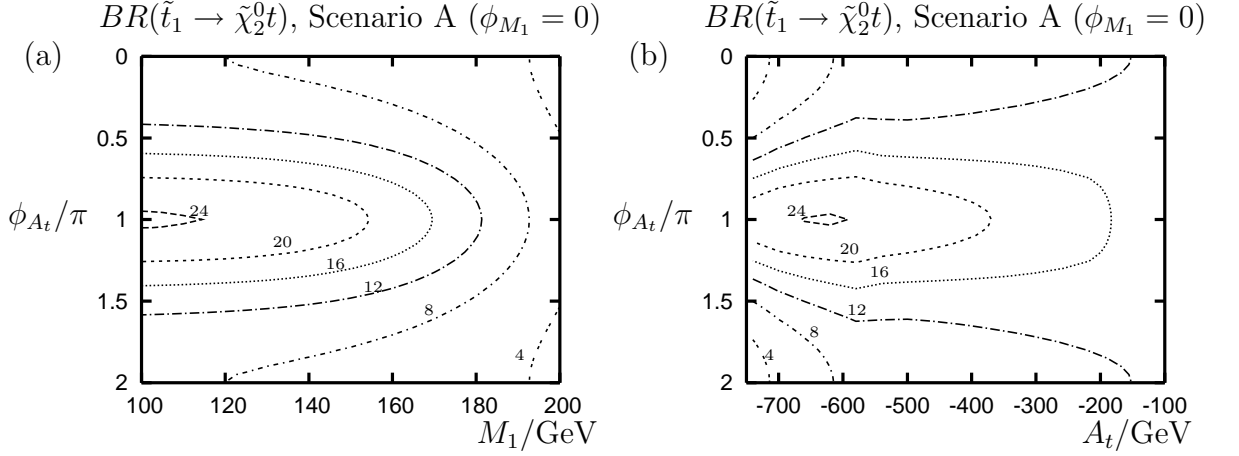 BR(t̃₁ → χ̃⁰₂t), Scenario A (ϕ_{M₁} = 0)
(a)
0
0.5
1
1.5
2
ϕ_{A_t}/π
24
20
16
12
8
4
100 120 140 160 180 200
M₁/GeV
BR(t̃₁ → χ̃⁰₂t), Scenario A (ϕ_{M₁} = 0)
(b)
0
0.5
1
1.5
2
ϕ_{A_t}/π
24
20
16
12
8
4
-700 -600 -500 -400 -300 -200 -100
A_t/GeV